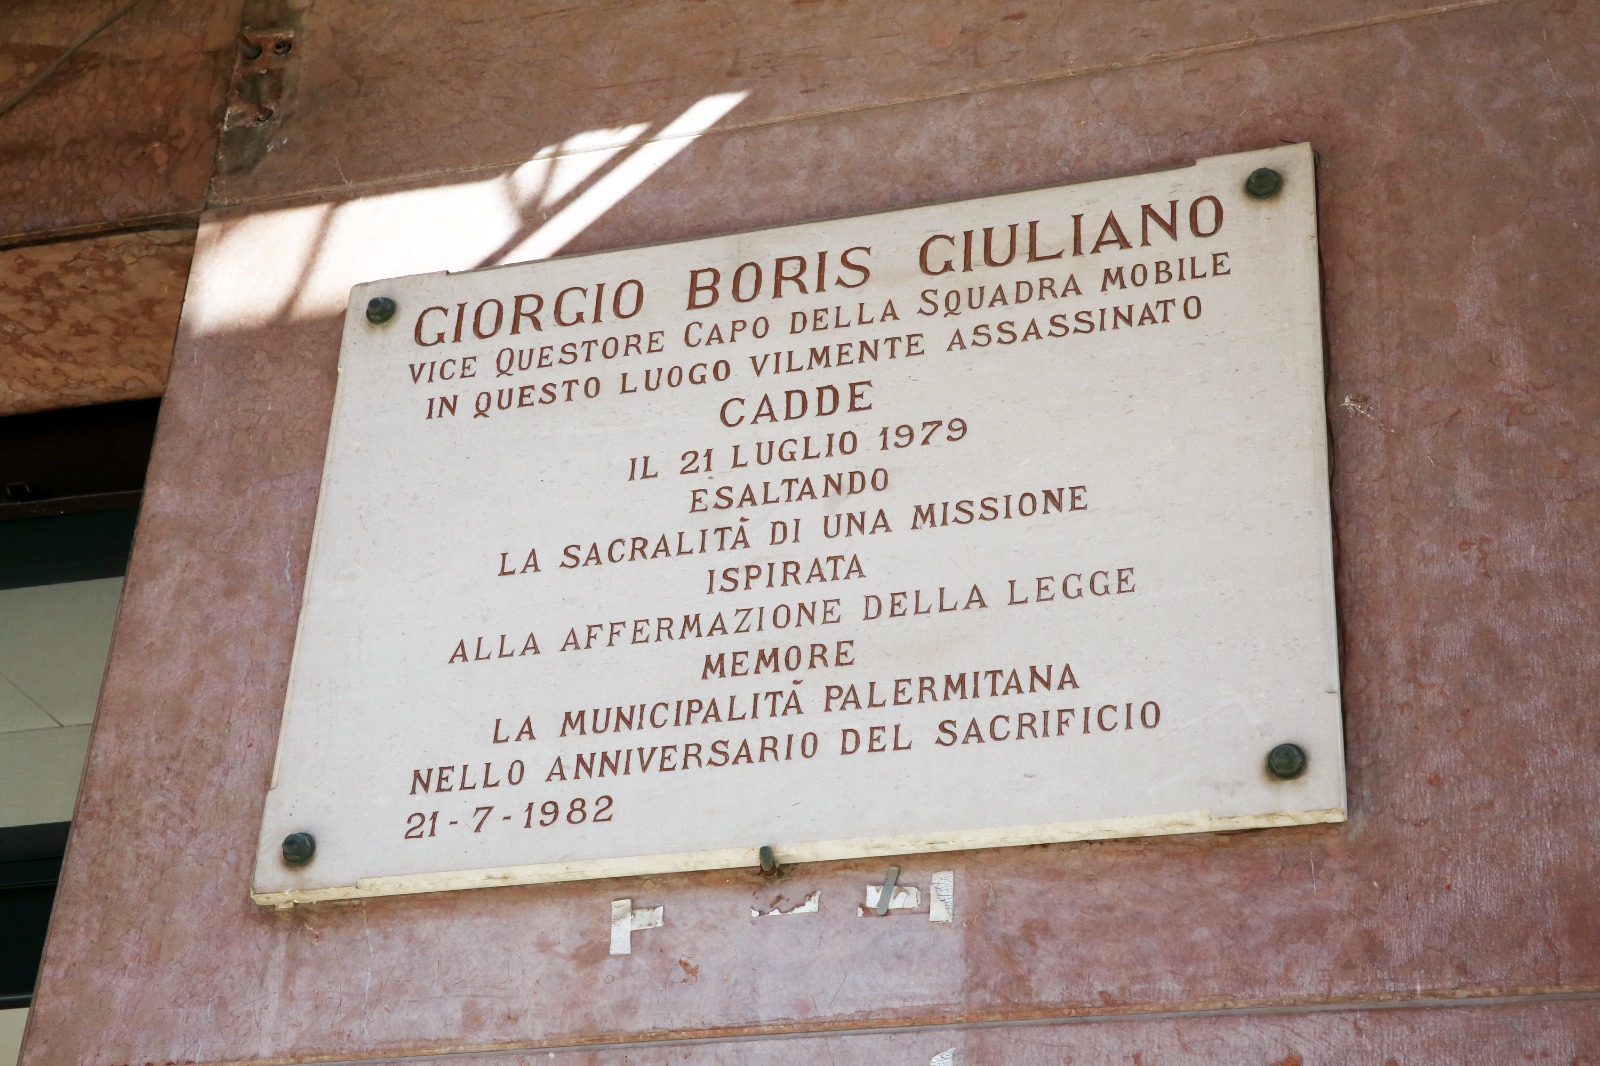 GIORGIO BORIS GIULIANO
VICE QUESTORE CAPO DELLA SQUADRA MOBILE
IN QUESTO LUOGO VILMENTE ASSASSINATO
CADDE
IL 21 LUGLIO 1979
ESALTANDO
LA SACRALITÀ DI UNA MISSIONE
ISPIRATA
ALLA AFFERMAZIONE DELLA LEGGE
MEMORE
LA MUNICIPALITÀ PALERMITANA
NELLO ANNIVERSARIO DEL SACRIFICIO
21-7-1982